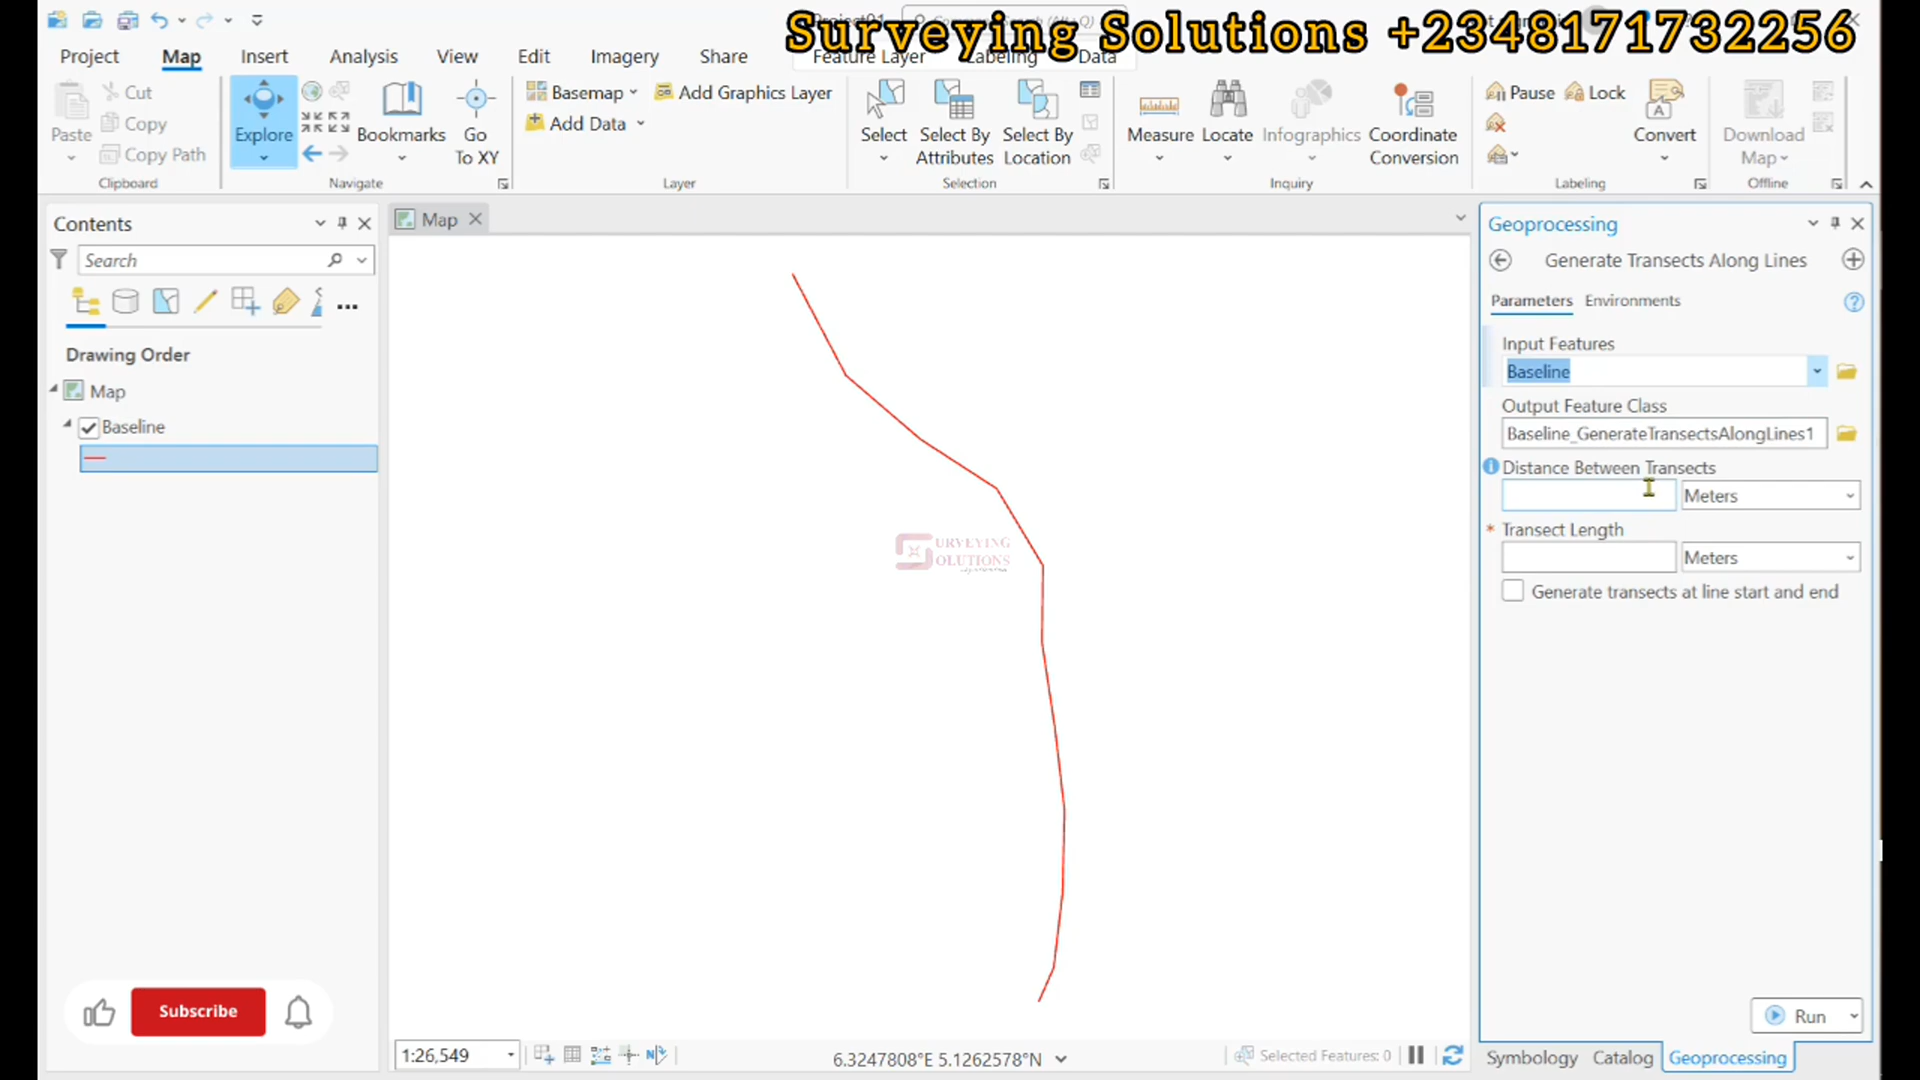 Surveying Solutions +2348171732256
Project Map Insert Analysis View Edit Imagery Share Feature Layer Labeling Data
Paste
Cut
Copy
Copy Path
Clipboard
Explore
Bookmarks
Go
To XY
Navigate
Basemap
Add Graphics Layer
Add Data
Layer
Select
Select By
Attributes
Select By
Location
Selection
Measure
Locate
Infographics
Coordinate
Conversion
Inquiry
Pause
Lock
Convert
Labeling
Download
Map
Offline
Contents
Search
Drawing Order
Map
Baseline
Map
URVEYING
OLUTIONS
Geoprocessing
Generate Transects Along Lines
Parameters Environments
Input Features
Baseline
Output Feature Class
Baseline_GenerateTransectsAlongLines1
Distance Between Transects
Meters
* Transect Length
Meters
Generate transects at line start and end
Run
Subscribe
1:26,549
6.3247808°E 5.1262578°N
Selected Features: 0
Symbology Catalog Geoprocessing